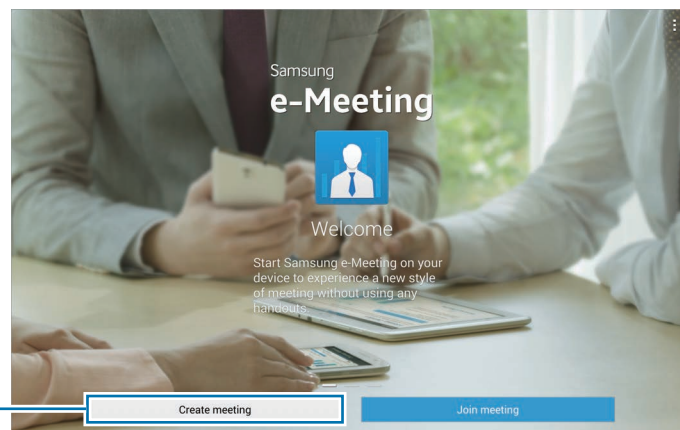 Samsung
e-Meeting
Welcome
Start Samsung e-Meeting on your
device to experience a new style
of meeting without using any
handouts.
Create meeting
Join meeting